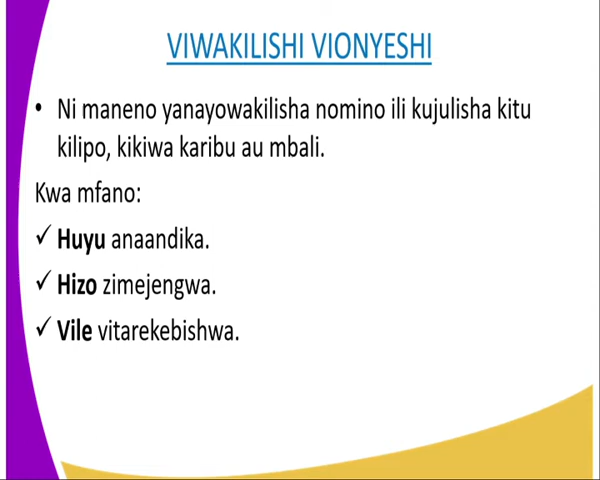 VIWAKILISHI VIONYESHI
• Ni maneno yanayowakilisha nomino ili kujulisha kitu
kilipo, kikiwa karibu au mbali.
Kwa mfano:
✓ Huyu anaandika.
✓ Hizo zimejengwa.
✓ Vile vitarekebishwa.